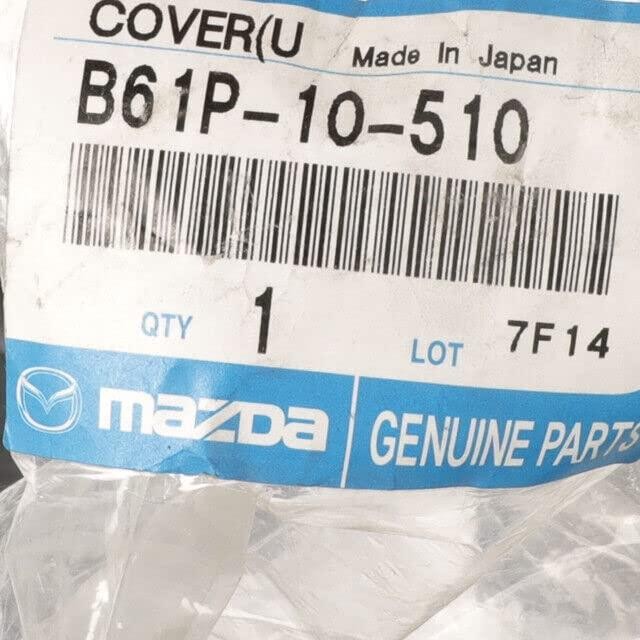 COVER(U Made In Japan
B61P-10-510
QTY 1 LOT 7F14
mazda GENUINE PARTS